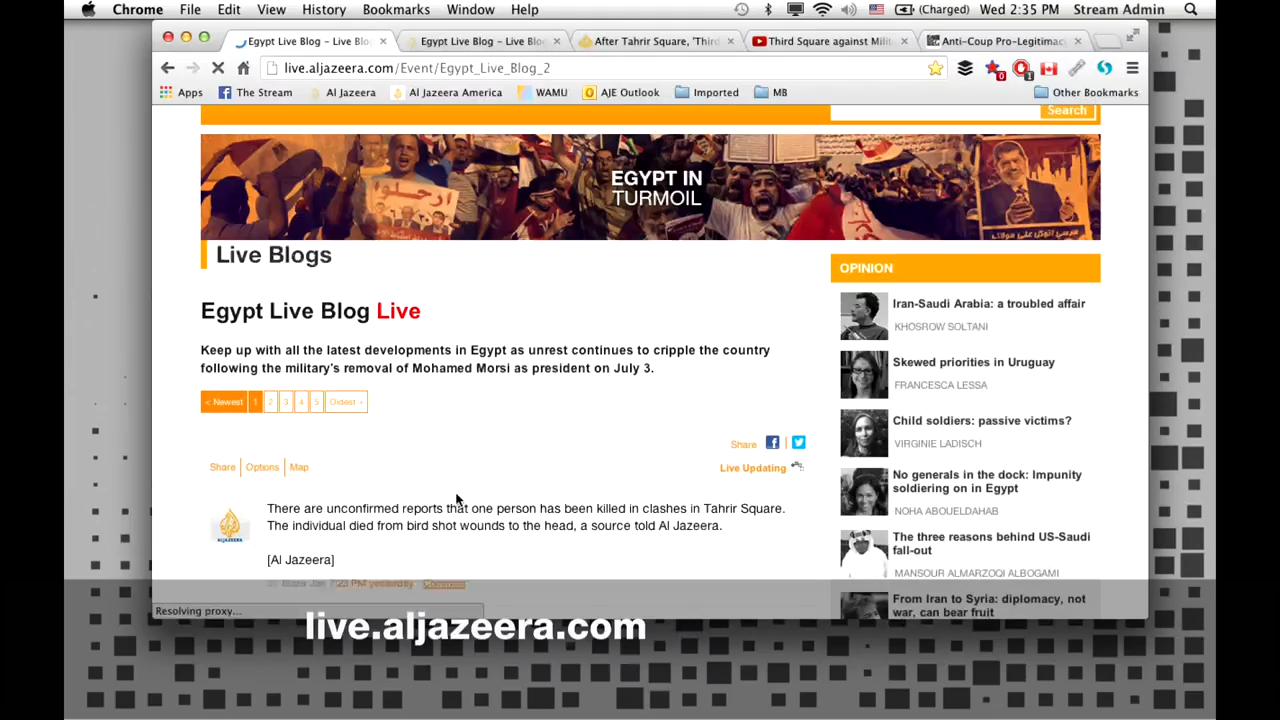 Chrome File Edit View History Bookmarks Window Help (Charged) Wed 2:35 PM Stream Admin
Egypt Live Blog – Live Blo Egypt Live Blog – Live Blo After Tahrir Square, 'Third Third Square against Milit Anti-Coup Pro-Legitimac
live.aljazeera.com/Event/Egypt_Live_Blog_2
0 1
Apps The Stream Al Jazeera Al Jazeera America WAMU AJE Outlook Imported MB Other Bookmarks
Search
ارحلوا
EGYPT IN
TURMOIL
Live Blogs
Egypt Live Blog Live
Keep up with all the latest developments in Egypt as unrest continues to cripple the country
following the military's removal of Mohamed Morsi as president on July 3.
< Newest 1 2 3 4 5 Oldest
Share
Share Options Map
Live Updating
There are unconfirmed reports that one person has been killed in clashes in Tahrir Square.
The individual died from bird shot wounds to the head, a source told Al Jazeera.
ALJAZEERA
[Al Jazeera]
yesterday Comment
OPINION
Iran-Saudi Arabia: a troubled affair
KHOSROW SOLTANI
Skewed priorities in Uruguay
FRANCESCA LESSA
Child soldiers: passive victims?
VIRGINIE LADISCH
No generals in the dock: Impunity
soldiering on in Egypt
NOHA ABOUELDAHAB
The three reasons behind US-Saudi
fall-out
MANSOUR ALMARZOQI ALBOGAMI
From Iran to Syria: diplomacy, not
war, can bear fruit
Resolving proxy...
live.aljazeera.com